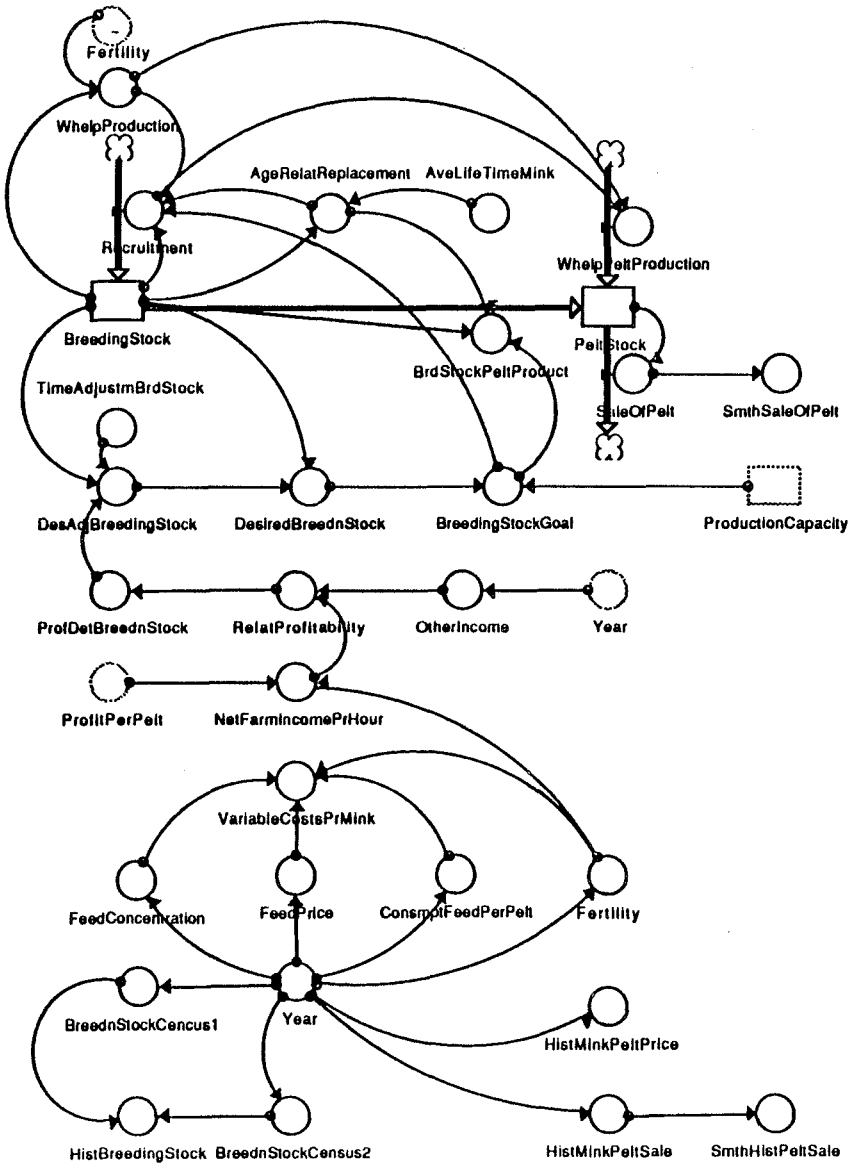 Fertility
WhelpProduction
AgeRelatReplacement
AveLifeTimeMink
Recruitment
WhelpPeltProduction
BreedingStock
PeltStock
BrdStockPeltProduct
TimeAdjustmBrdStock
SaleOfPelt
SmthSaleOfPelt
DesAdjBreedingStock
DesiredBreednStock
BreedingStockGoal
ProductionCapacity
ProfDetBreednStock
RelatProfitability
OtherIncome
Year
ProfitPerPelt
NetFarmIncomePrHour
VariableCostsPrMink
FeedConcentration
FeedPrice
ConsmptFeedPerPelt
Fertility
BreednStockCencus1
Year
HistMinkPeltPrice
HistBreedingStock
BreednStockCensus2
HistMinkPeltSale
SmthHistPeltSale